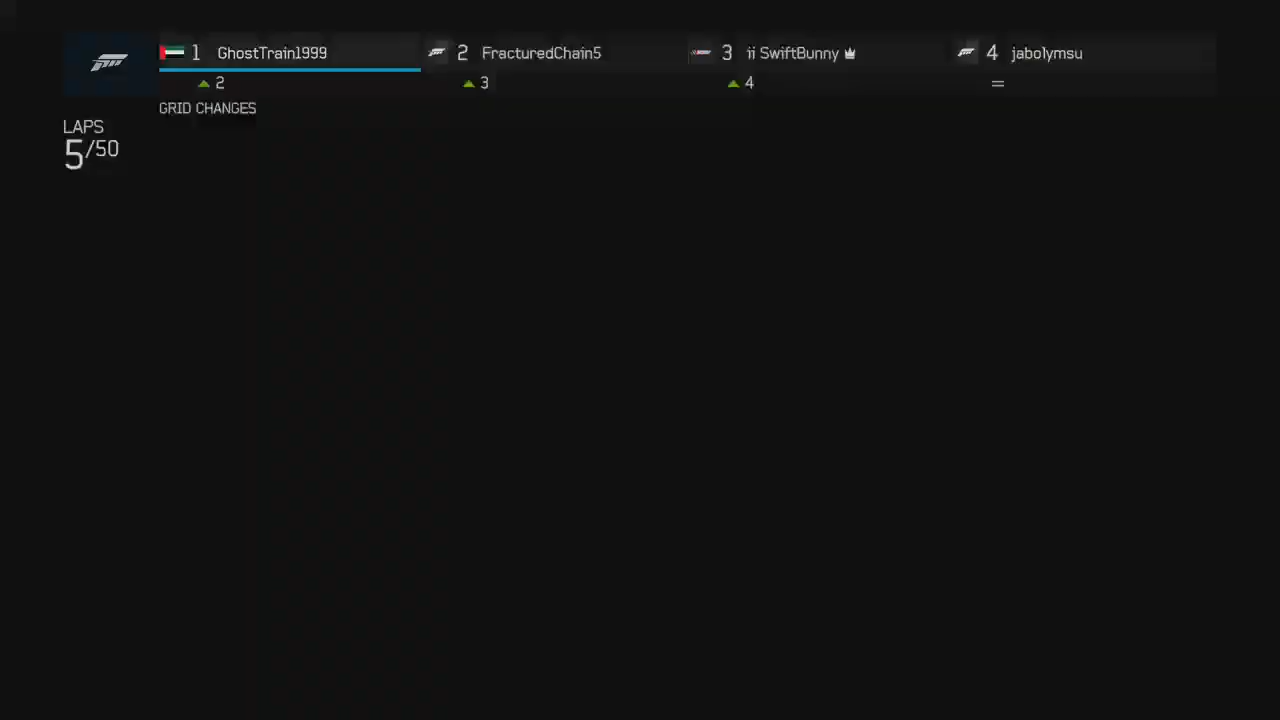 1 GhostTrain1999 2 FracturedChain5 3 ii SwiftBunny 4 jabolymsu
2 3 4 =
GRID CHANGES
LAPS
5/50